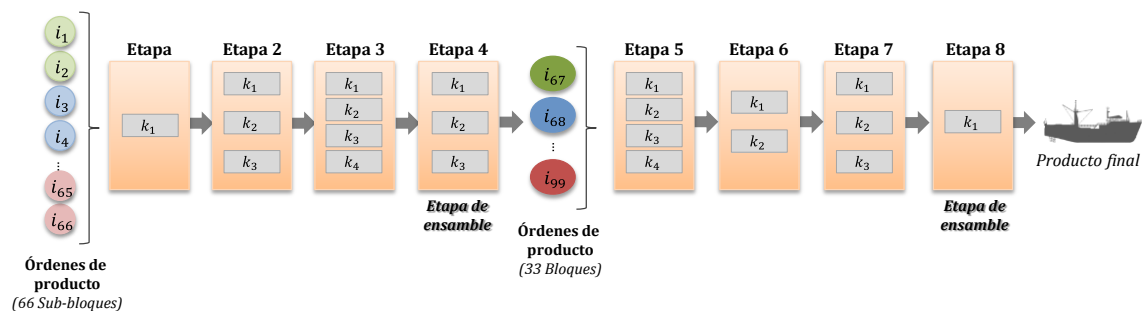 i₁
i₂
i₃
i₄
...
i₆₅
i₆₆
Órdenes de
producto
(66 Sub-bloques)
Etapa
k₁
Etapa 2
k₁
k₂
k₃
Etapa 3
k₁
k₂
k₃
k₄
Etapa 4
k₁
k₂
k₃
Etapa de
ensamble
i₆₇
i₆₈
...
i₉₉
Órdenes de
producto
(33 Bloques)
Etapa 5
k₁
k₂
k₃
k₄
Etapa 6
k₁
k₂
Etapa 7
k₁
k₂
k₃
Etapa 8
k₁
Etapa de
ensamble
Producto final